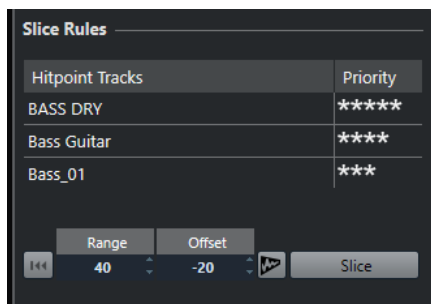 Slice Rules
Hitpoint Tracks Priority
BASS DRY *****
Bass Guitar ****
Bass_01 ***
Range Offset
40 -20 Slice